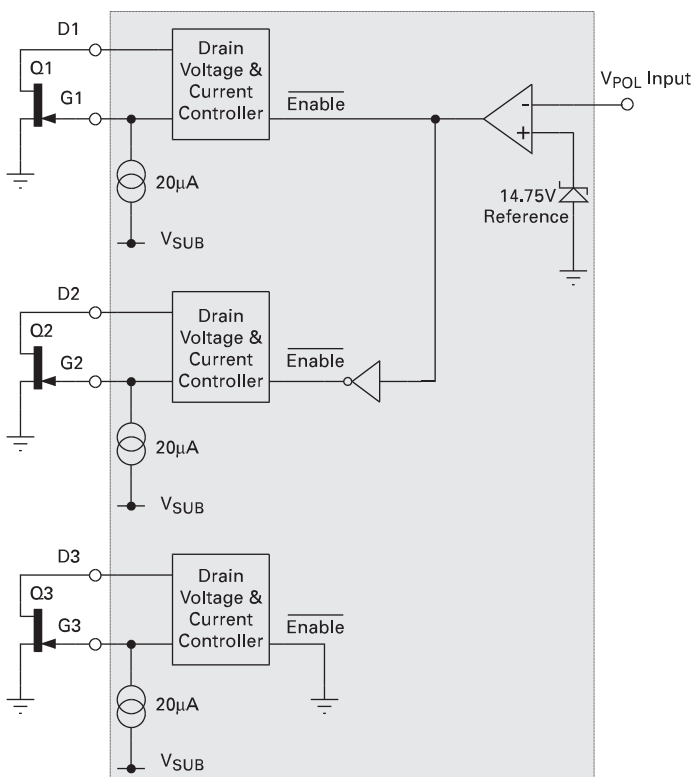 D1
Drain
Voltage &
Current
Controller
Q1
G1
Enable
-
+
VPOL Input
20µA
14.75V
Reference
VSUB
D2
Drain
Voltage &
Current
Controller
Q2
G2
Enable
20µA
VSUB
D3
Drain
Voltage &
Current
Controller
Q3
G3
Enable
20µA
VSUB